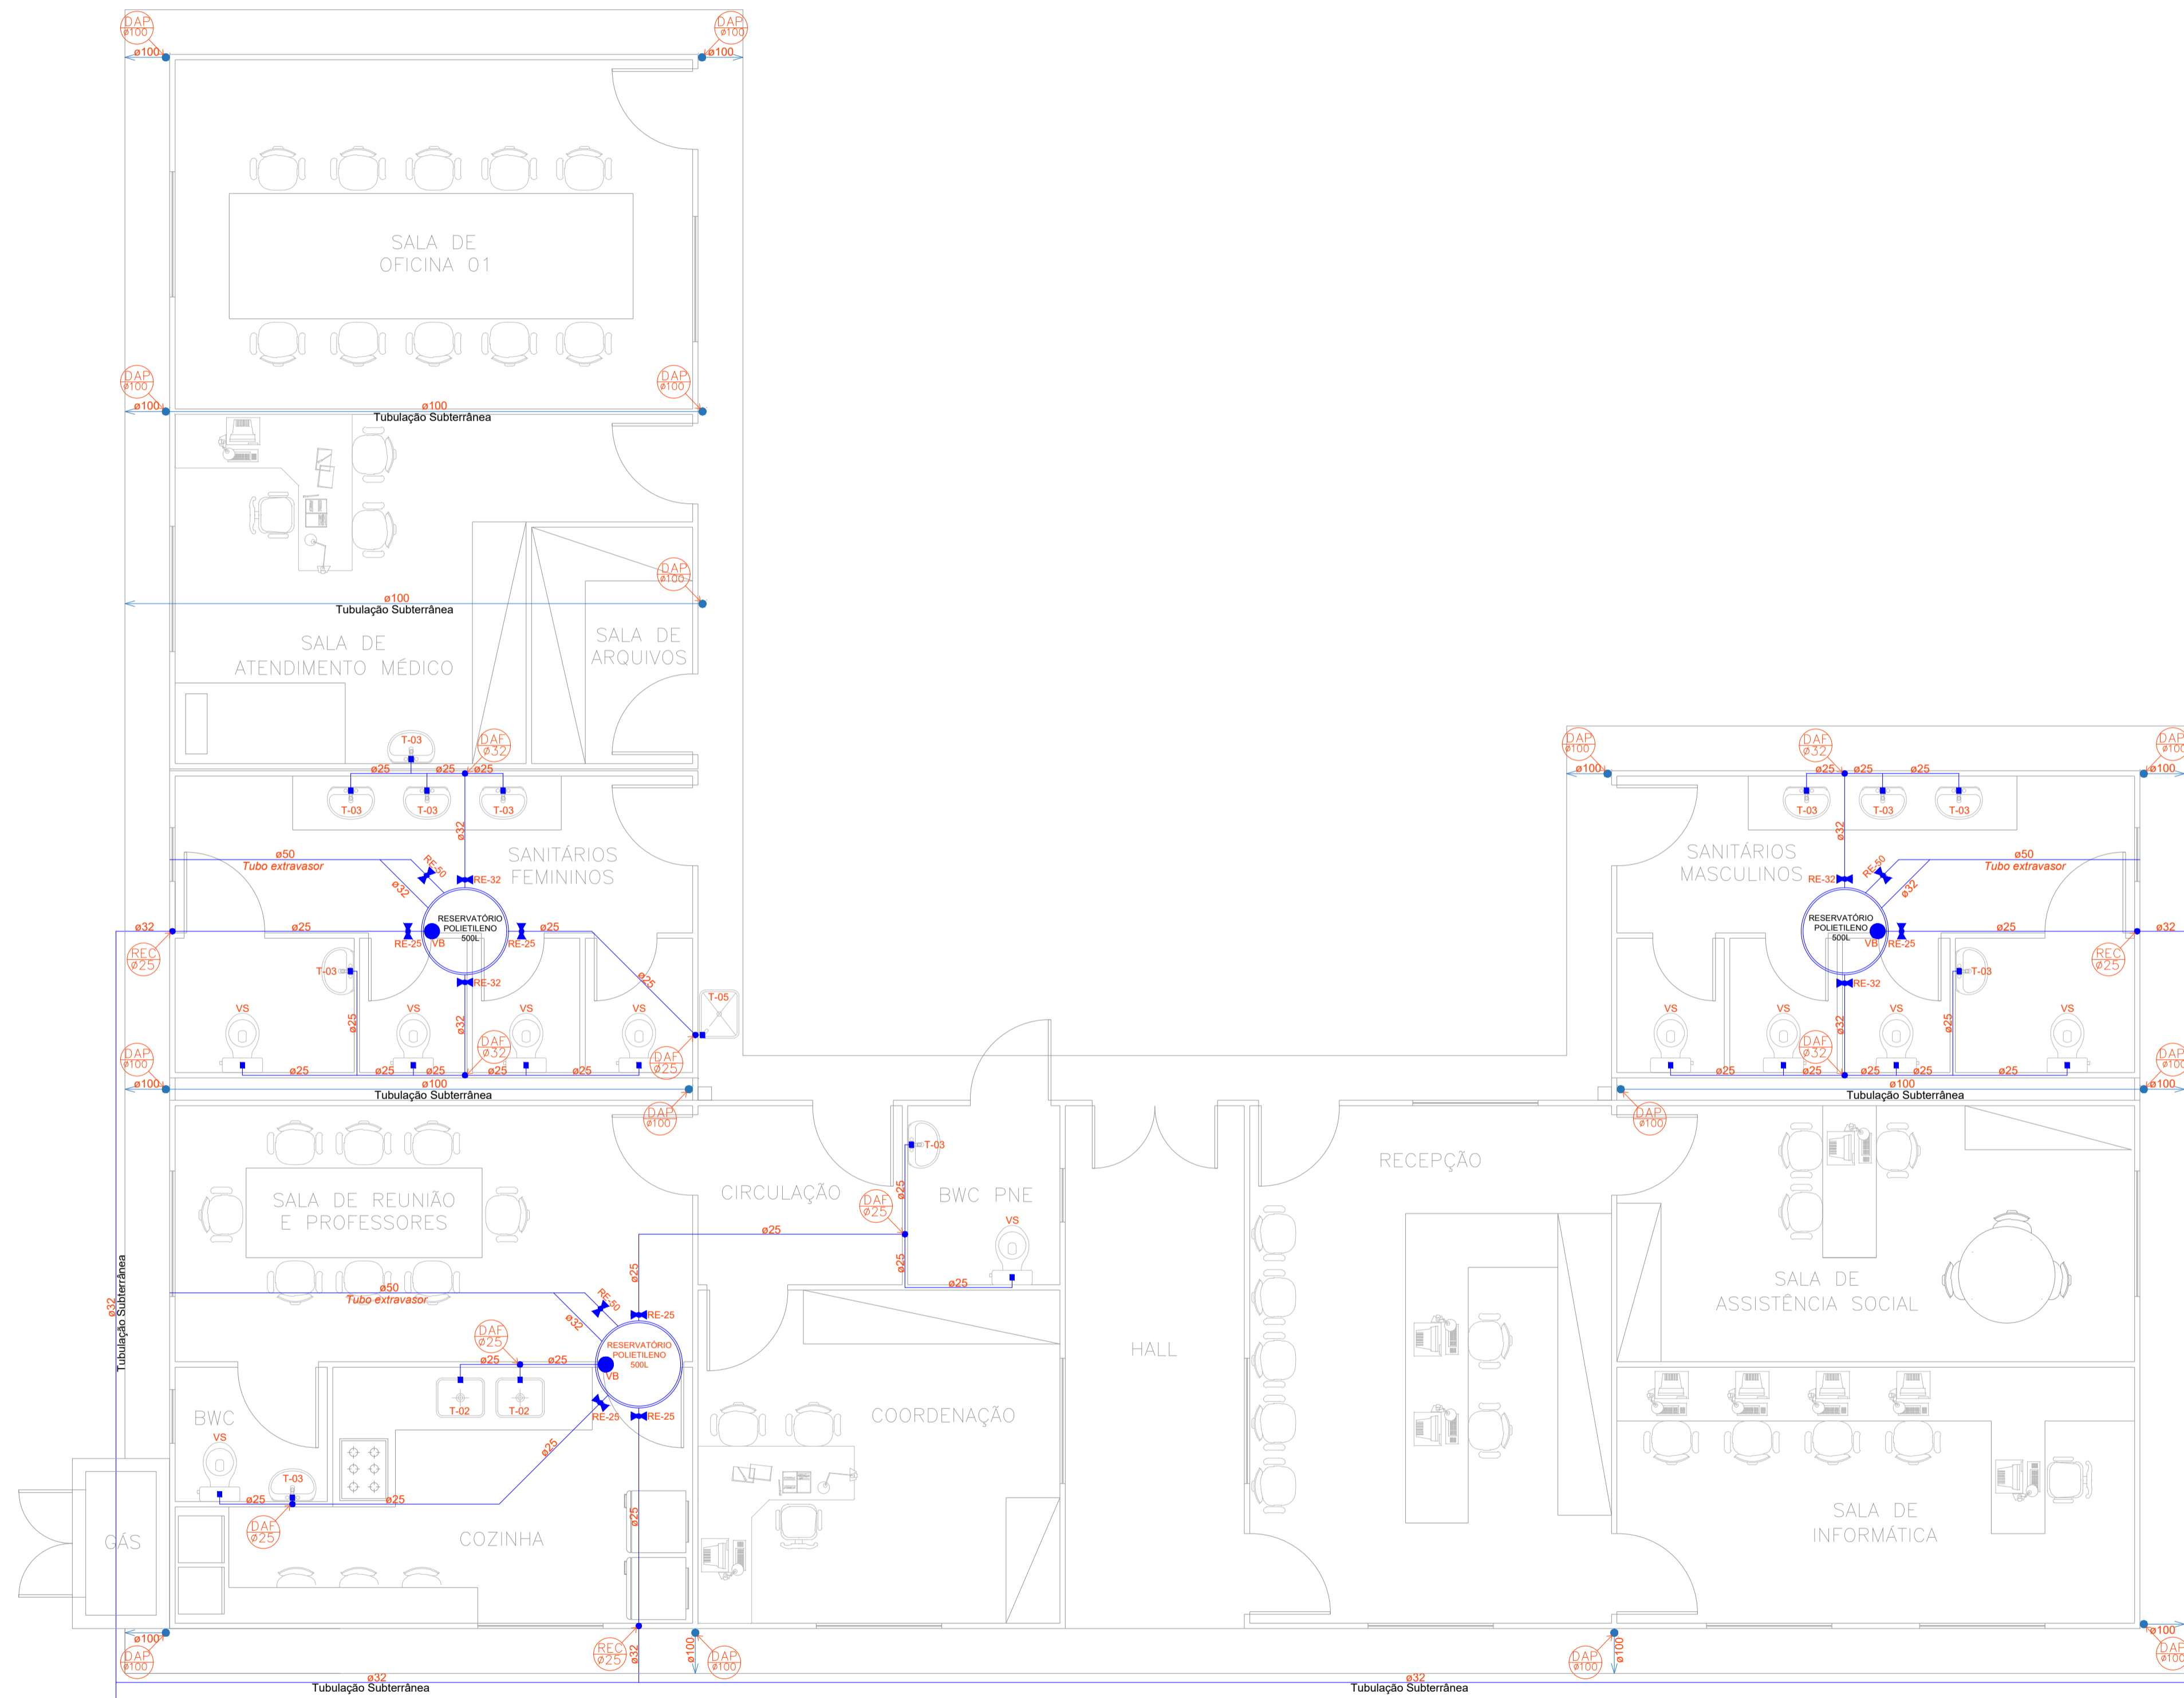 DAP
ø100
DAP
ø100
ø100
ø100
SALA DE
OFICINA 01
DAP
ø100
DAP
ø100
ø100
ø100
Tubulação Subterrânea
DAP
ø100
ø100
Tubulação Subterrânea
SALA DE
ATENDIMENTO MÉDICO
SALA DE
ARQUIVOS
T-03
DAF
ø32
ø25
ø25
ø25
T-03
T-03
T-03
ø32
SANITÁRIOS
FEMININOS
ø50
Tubo extravasor
RE-50
RE-32
ø32
RESERVATÓRIO
POLIETILENO
500L
ø32
ø25
RE-25
VB
RE-25
ø25
REC
ø25
T-03
RE-32
ø25
T-05
VS
VS
VS
VS
ø25
ø32
DAF
ø32
DAF
ø25
DAP
ø100
ø25
ø25
ø25
ø25
ø25
ø100
ø100
Tubulação Subterrânea
DAP
ø100
DAP
ø100
DAF
ø32
DAP
ø100
ø100
ø25
ø25
ø25
ø100
T-03
T-03
T-03
ø32
SANITÁRIOS
MASCULINOS
RE-50
ø50
Tubo extravasor
RE-32
ø32
RESERVATÓRIO
POLIETILENO
500L
VB
RE-25
ø25
ø32
REC
ø25
T-03
RE-32
VS
VS
VS
VS
ø32
ø25
DAF
ø32
DAP
ø100
ø25
ø25
ø25
ø25
ø25
ø100
ø100
Tubulação Subterrânea
DAP
ø100
SALA DE REUNIÃO
E PROFESSORES
CIRCULAÇÃO
T-03
BWC PNE
ø25
DAF
ø25
VS
ø25
ø25
ø25
ø25
RECEPÇÃO
SALA DE
ASSISTÊNCIA SOCIAL
HALL
Tubulação Subterrânea
ø32
ø50
Tubo extravasor
RE-50
RE-25
ø32
DAF
ø25
RESERVATÓRIO
POLIETILENO
500L
ø25
ø25
VB
T-02
T-02
RE-25
RE-25
BWC
VS
T-03
ø25
ø25
ø25
DAF
ø25
ø25
GÁS
COZINHA
COORDENAÇÃO
SALA DE
INFORMÁTICA
ø100
DAP
ø100
REC
ø25
ø32
ø100
DAP
ø100
DAP
ø100
ø100
ø100
DAP
ø100
ø32
Tubulação Subterrânea
ø32
Tubulação Subterrânea